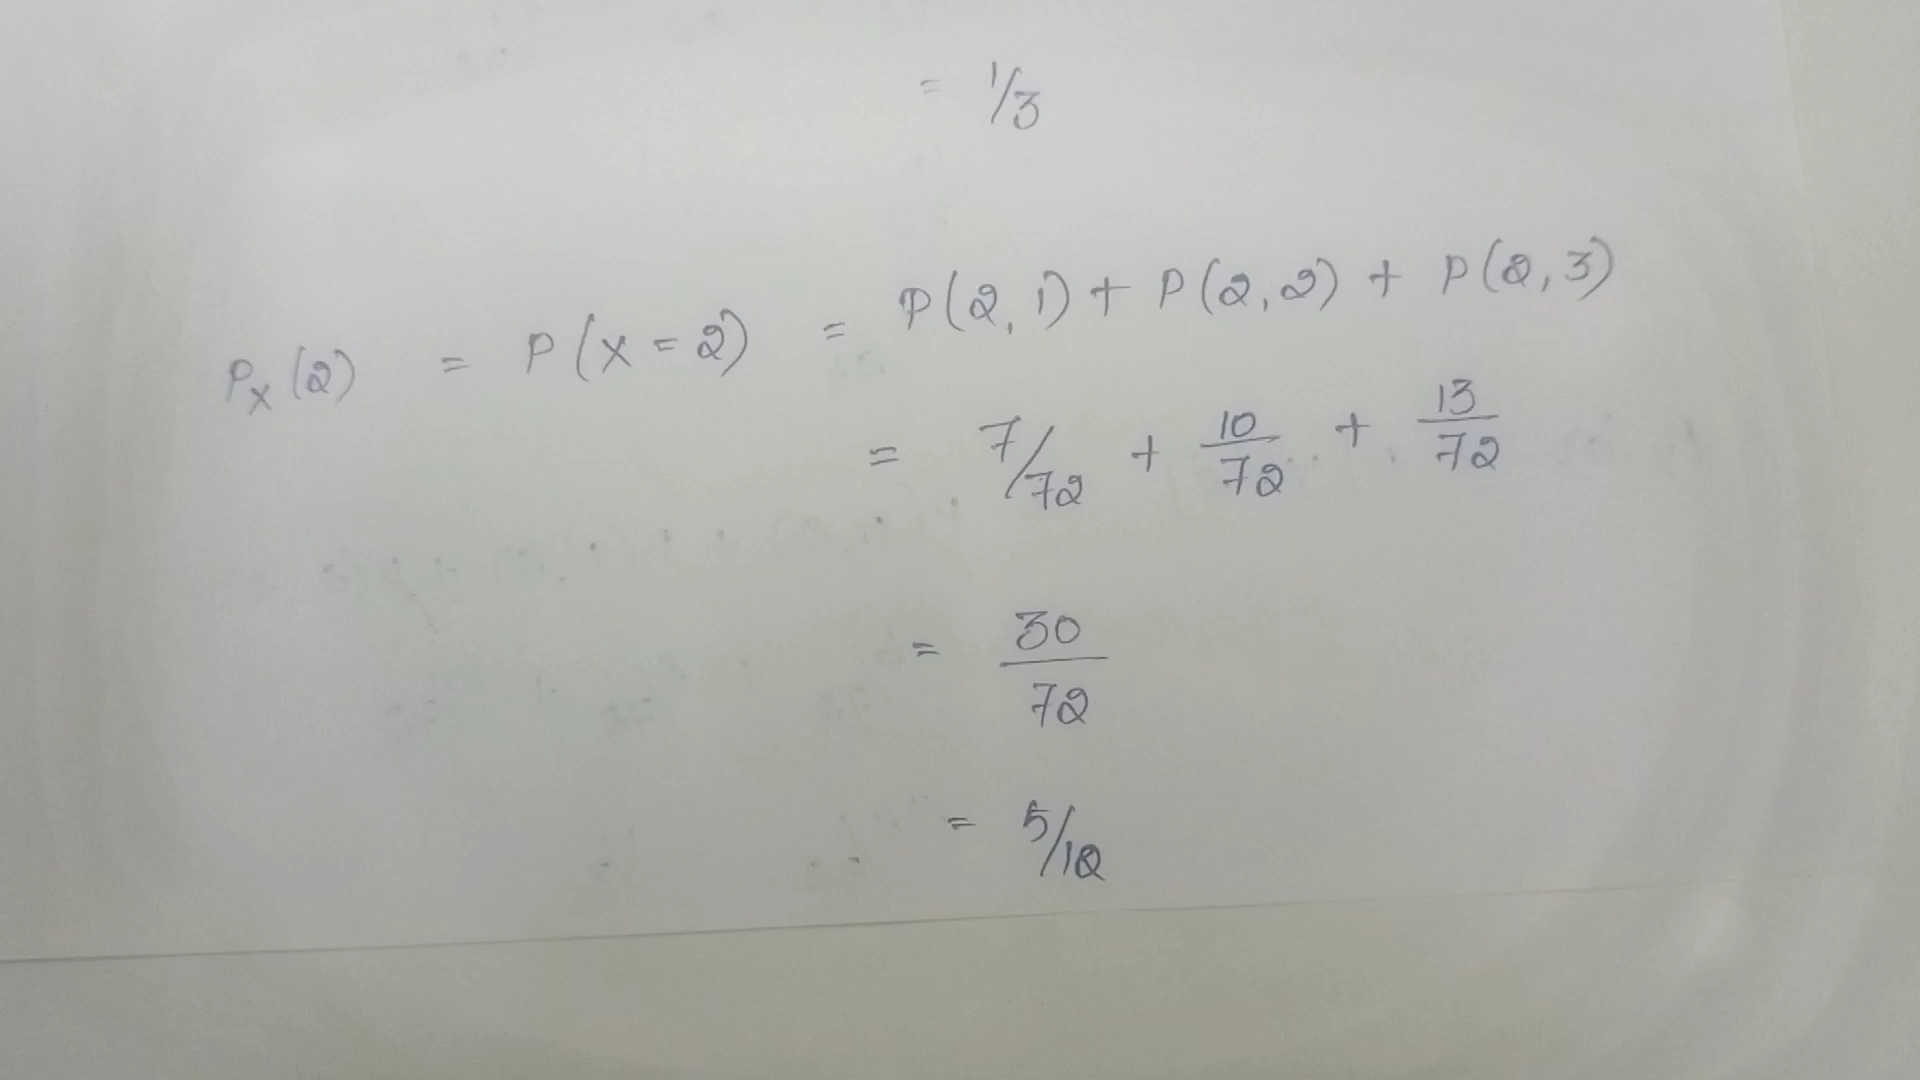 = 1/3
P_X (2) = P(X = 2) = P(2, 1) + P(2, 2) + P(2, 3)
= 7/72 + 10/72 + 13/72
= 30/72
= 5/12